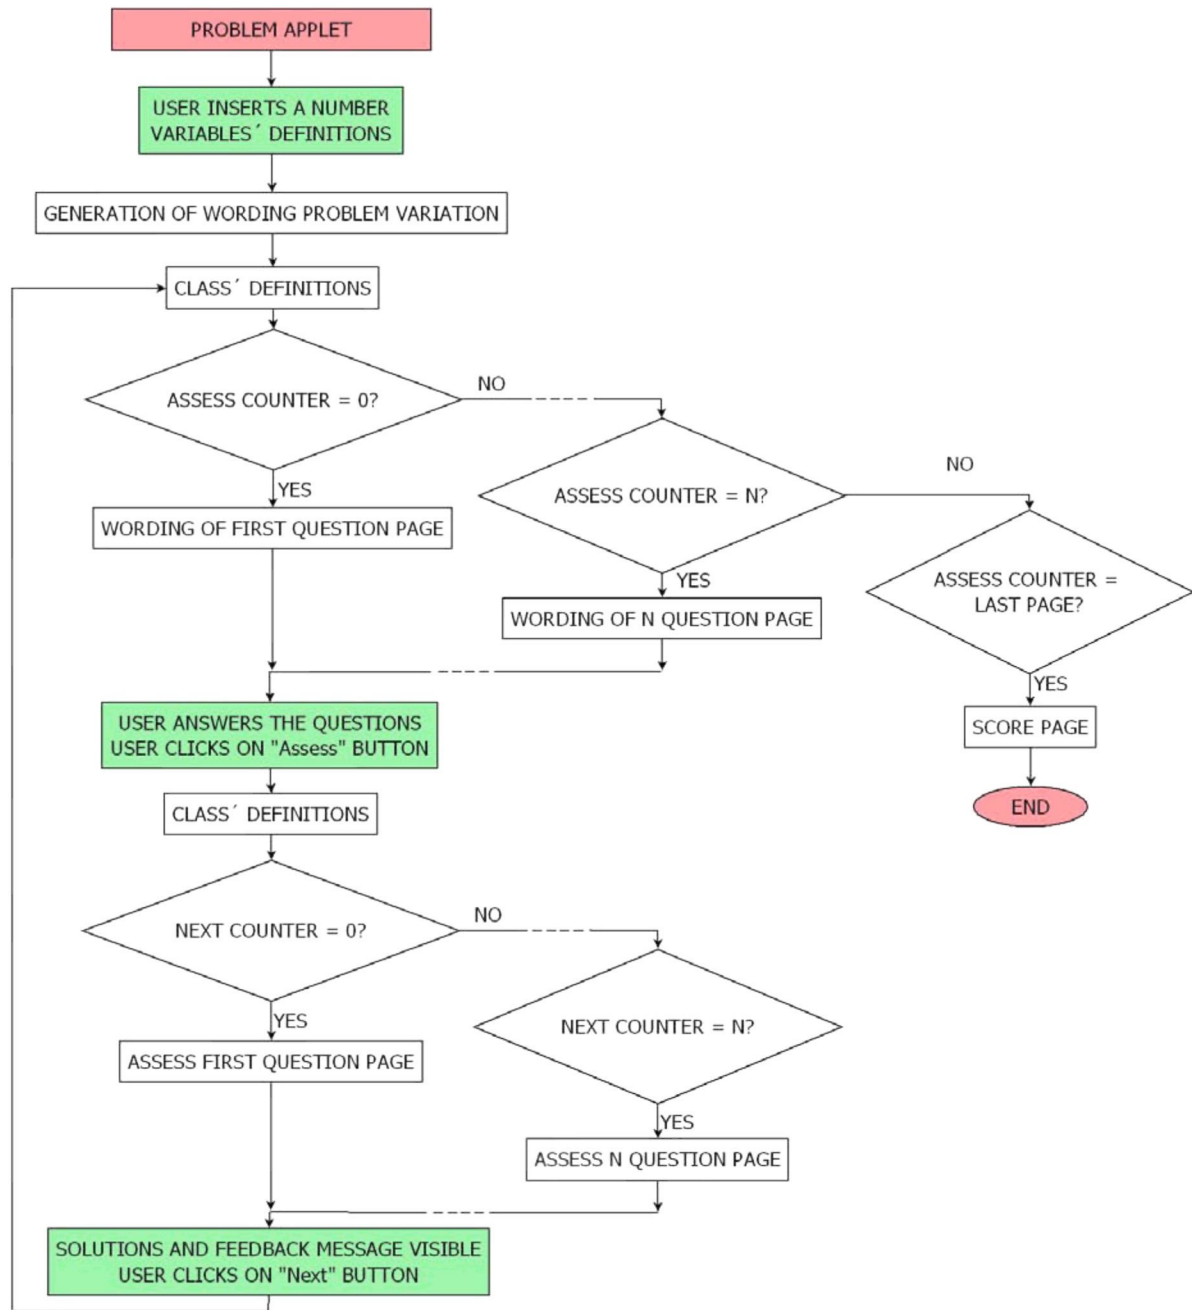 PROBLEM APPLET
USER INSERTS A NUMBER
VARIABLES´ DEFINITIONS
GENERATION OF WORDING PROBLEM VARIATION
CLASS´ DEFINITIONS
ASSESS COUNTER = 0?
NO
YES
WORDING OF FIRST QUESTION PAGE
ASSESS COUNTER = N?
NO
YES
WORDING OF N QUESTION PAGE
ASSESS COUNTER =
LAST PAGE?
YES
SCORE PAGE
END
USER ANSWERS THE QUESTIONS
USER CLICKS ON "Assess" BUTTON
CLASS´ DEFINITIONS
NEXT COUNTER = 0?
NO
YES
ASSESS FIRST QUESTION PAGE
NEXT COUNTER = N?
YES
ASSESS N QUESTION PAGE
SOLUTIONS AND FEEDBACK MESSAGE VISIBLE
USER CLICKS ON "Next" BUTTON